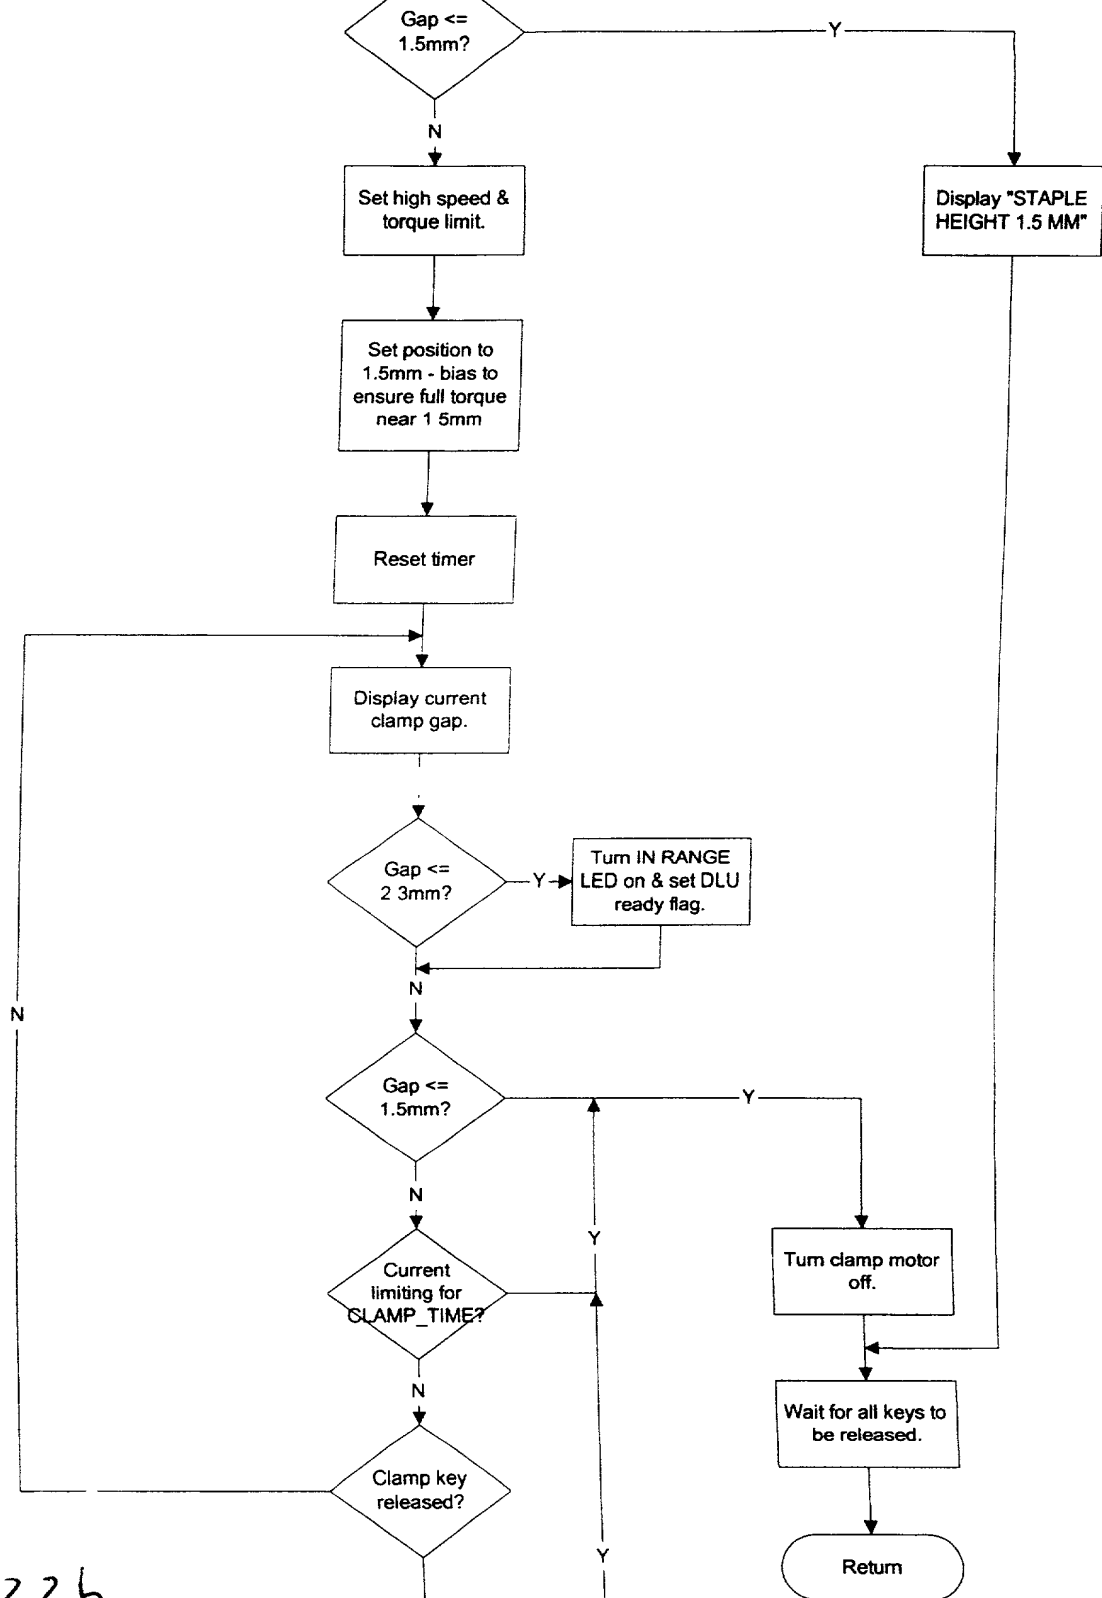 Gap <=
1.5mm?
Y
N
Set high speed &
torque limit.
Display "STAPLE
HEIGHT 1.5 MM"
Set position to
1.5mm - bias to
ensure full torque
near 1 5mm
Reset timer
Display current
clamp gap.
Gap <=
2 3mm?
Y
Turn IN RANGE
LED on & set DLU
ready flag.
N
N
Gap <=
1.5mm?
Y
N
Y
Current
limiting for
CLAMP_TIME?
Turn clamp motor
off.
N
Wait for all keys to
be released.
Clamp key
released?
Y
Return
22b